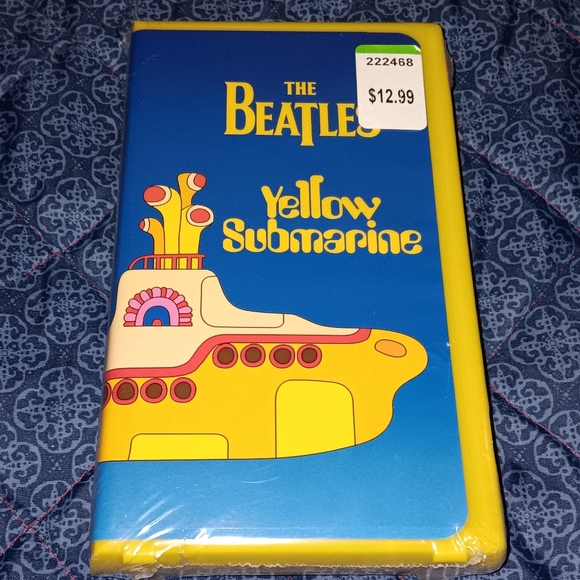 222468
$12.99
THE
BEATLES
Yellow
Submarine